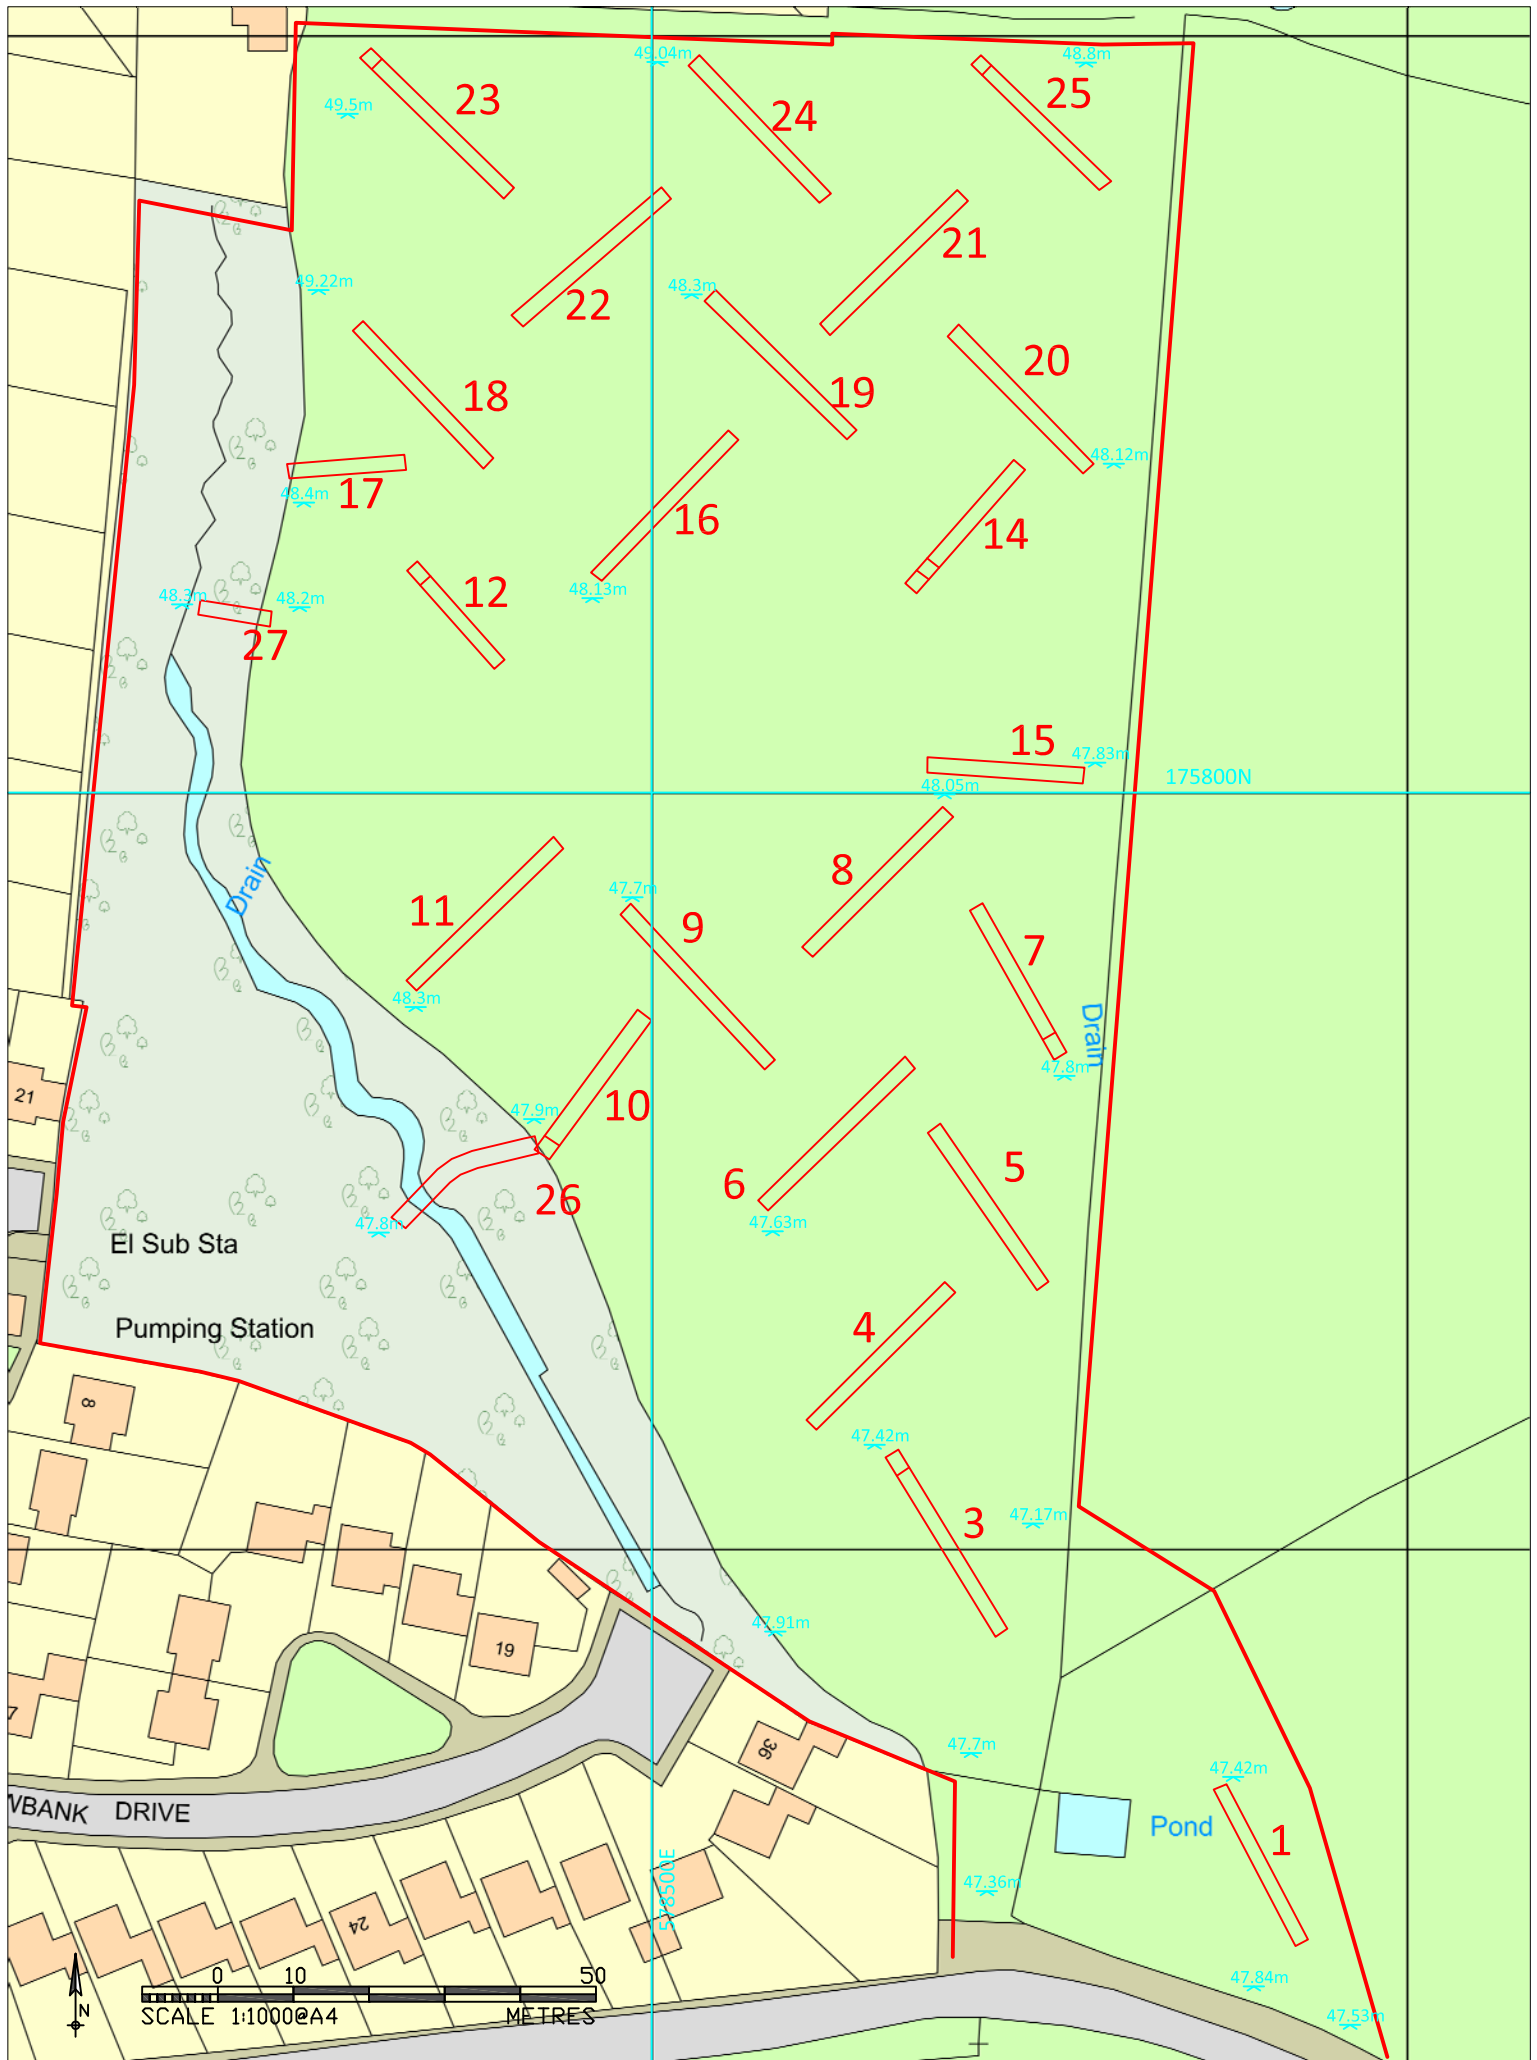 49.04m
48.8m
23
25
49.5m
24
21
49.22m
48.3m
22
20
18
19
48.12m
17
48.4m
16
14
48.3m
48.2m
12
48.13m
27
15
47.83m
175800N
48.05m
8
Drain
47.7m
11
9
7
48.3m
Drain
47.8m
21
10
47.9m
5
6
26
47.8m
47.63m
El Sub Sta
4
Pumping Station
8
47.42m
3
47.17m
47.91m
19
7
36
47.7m
47.42m
WBANK DRIVE
Pond
1
578500E
47.36m
24
0 10 50
N
SCALE 1:1000@A4 METRES
47.84m
47.53m